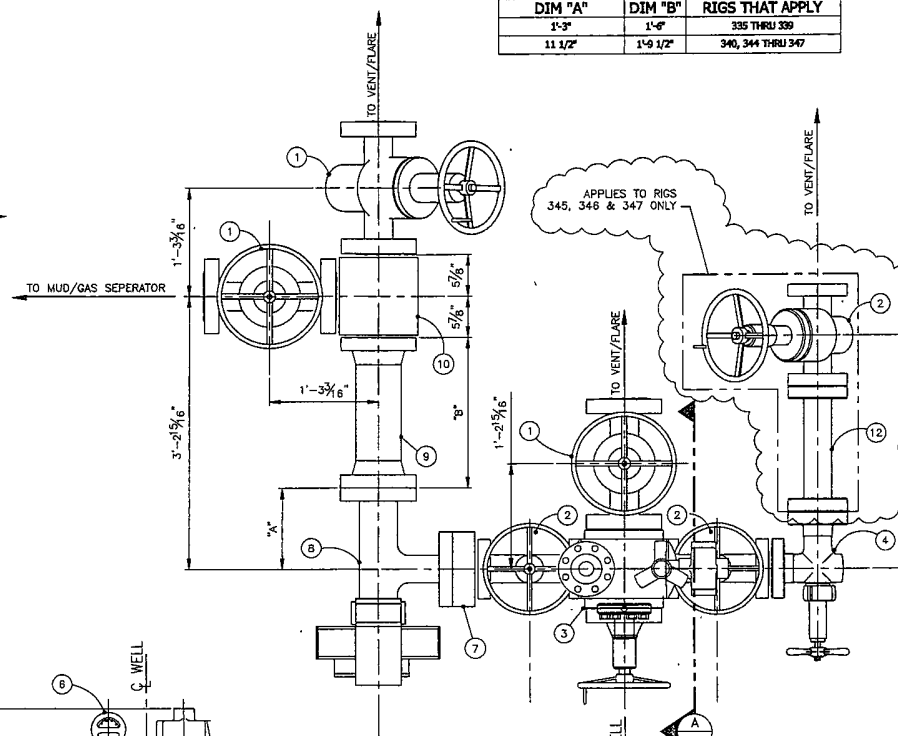 DIM "A" DIM "B" RIGS THAT APPLY
1'-3" 1'-6" 335 THRU 339
11 1/2" 1'-9 1/2" 340, 344 THRU 347
TO VENT/FLARE
TO VENT/FLARE
APPLIES TO RIGS
345, 346 & 347 ONLY
1
1
1'-3 3/16"
5 7/8"
5 7/8"
TO MUD/GAS SEPERATOR
10
2
TO VENT/FLARE
1'-3 3/16"
"B"
1'-2 15/16"
3'-2 15/16"
9
1
12
"A"
2
2
8
4
3
7
6
C WELL
A